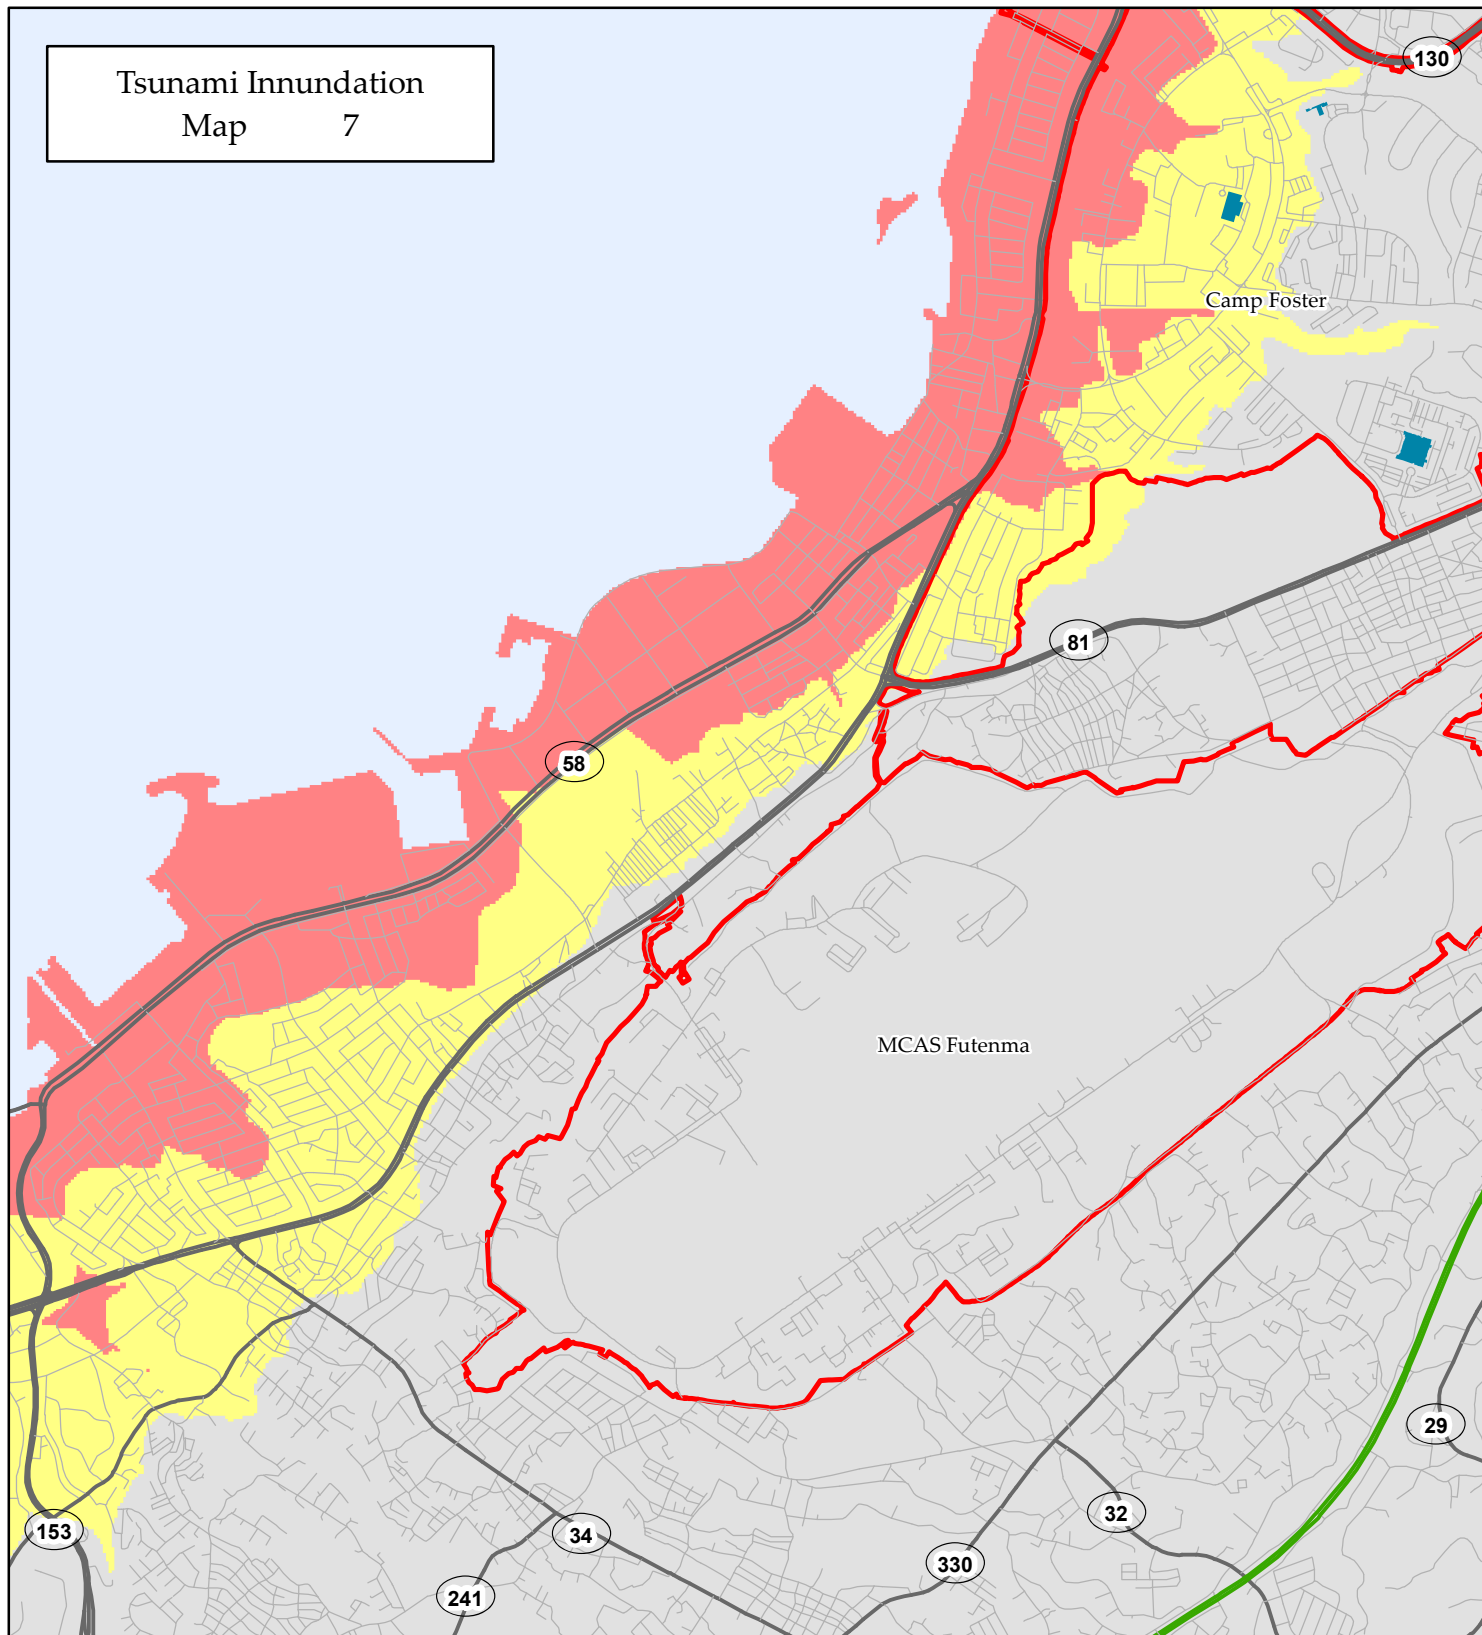 Tsunami Innundation
Map 7
130
Camp Foster
81
58
MCAS Futenma
29
32
153
34
330
241